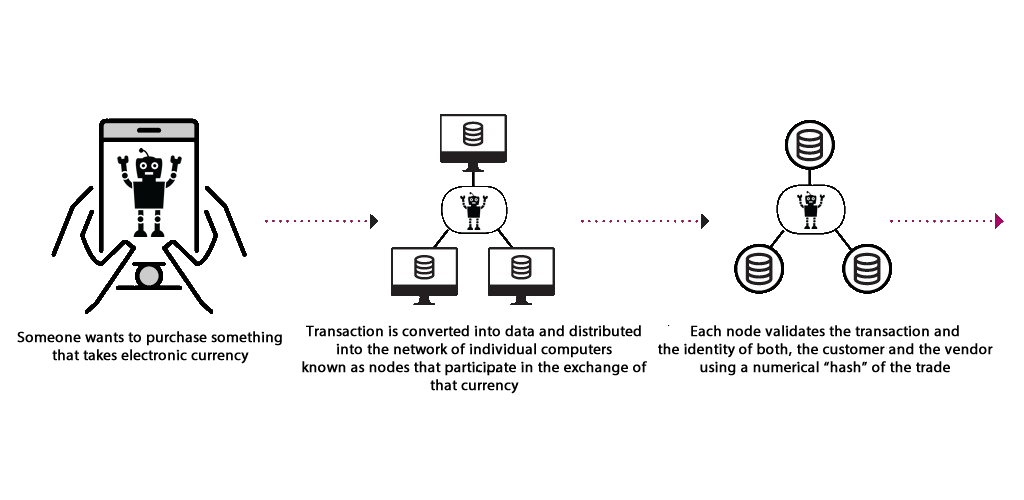 Someone wants to purchase something
that takes electronic currency
Transaction is converted into data and distributed
into the network of individual computers
known as nodes that participate in the exchange of
that currency
Each node validates the transaction and
the identity of both, the customer and the vendor
using a numerical “hash” of the trade